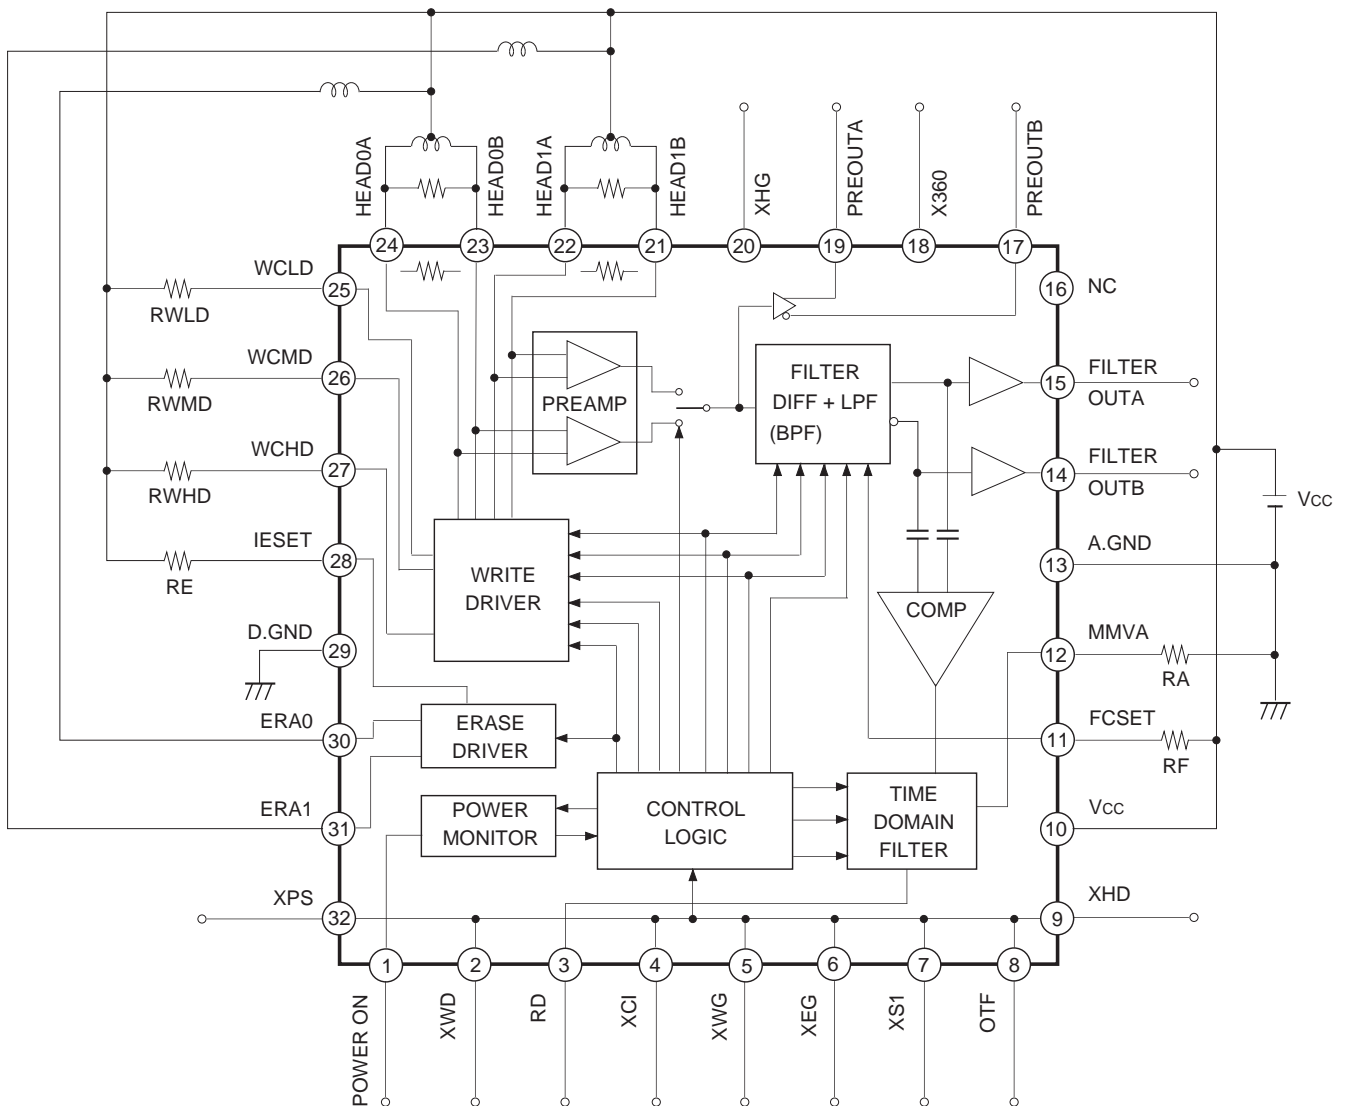 HEAD0A
HEAD0B
HEAD1A
HEAD1B
XHG
PREOUTA
X360
PREOUTB
24
23
22
21
20
19
18
17
WCLD
25
RWLD
16
NC
WCMD
26
RWMD
PREAMP
FILTER
DIFF + LPF
(BPF)
15
FILTER
OUTA
WCHD
27
RWHD
14
FILTER
OUTB
VCC
IESET
28
RE
WRITE
DRIVER
13
A.GND
COMP
D.GND
29
12
MMVA
RA
ERA0
30
ERASE
DRIVER
11
FCSET
RF
ERA1
31
POWER
MONITOR
CONTROL
LOGIC
TIME
DOMAIN
FILTER
10
VCC
XPS
32
9
XHD
1
2
3
4
5
6
7
8
POWER ON
XWD
RD
XCI
XWG
XEG
XS1
OTF